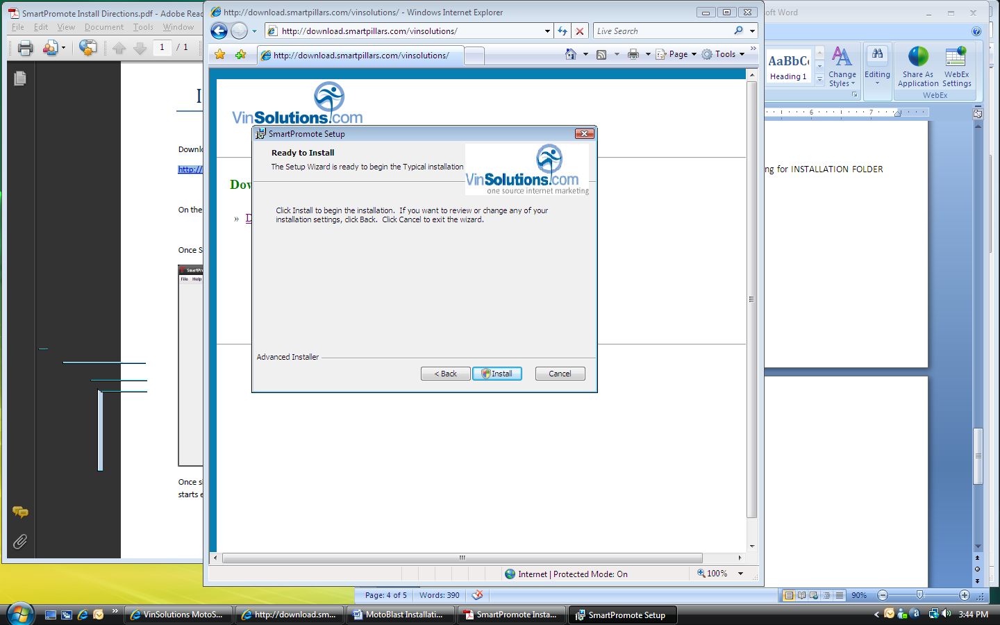 SmartPromote Install Directions.pdf - Adobe Read
File Edit View Document Tools Window
1 / 1
Downlo
http://
On the
Once S
SmartPro
File Help
Once s
starts e
http://download.smartpillars.com/vinsolutions/ - Windows Internet Explorer
http://download.smartpillars.com/vinsolutions/
Live Search
http://download.smartpillars.com/vinsolutions/
Page Tools
VinSolutions.com
Dow
» D
SmartPromote Setup
Ready to Install
The Setup Wizard is ready to begin the Typical installation
VinSolutions.com
one source internet marketing
Click Install to begin the installation. If you want to review or change any of your
installation settings, click Back. Click Cancel to exit the wizard.
Advanced Installer
< Back Install Cancel
Internet | Protected Mode: On
100%
soft Word
AaBbCc
Heading 1
Change
Styles
Editing
Share As
Application
WebEx
Settings
WebEx
6 7
ng for INSTALLATION FOLDER
Page: 4 of 5 Words: 390
90%
VinSolutions MotoS...
http://download.sm...
MotoBlast Installati...
SmartPromote Insta...
SmartPromote Setup
3:44 PM